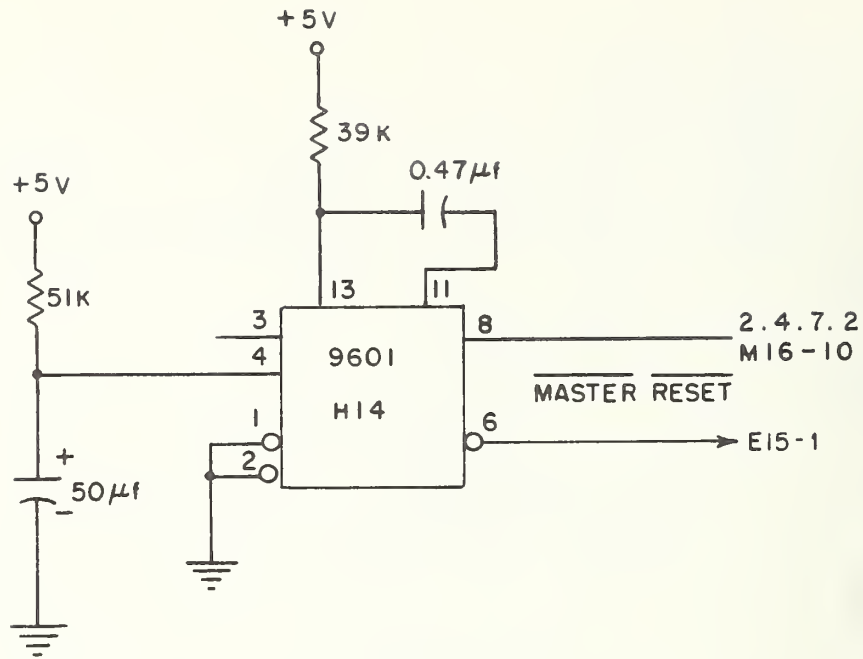 +5V
39K
0.47µf
+5V
51K
13
11
3
8
2.4.7.2
4
9601
M16-10
H14
MASTER RESET
1
6
E15-1
2
+
50µf
-